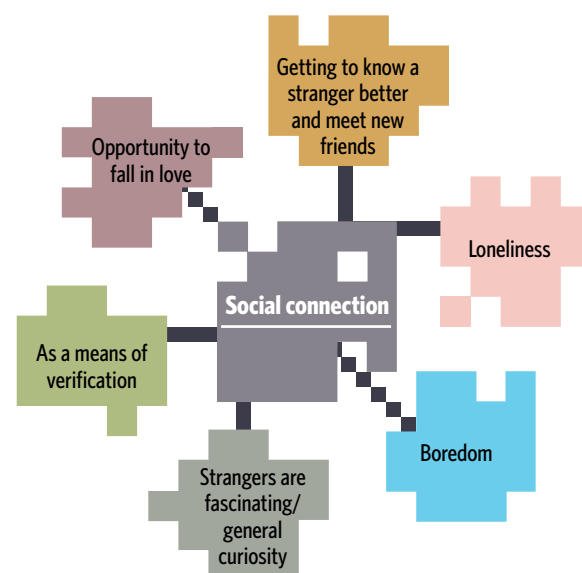 Getting to know a
stranger better
and meet new
friends
Opportunity to
fall in love
Loneliness
Social connection
As a means of
verification
Boredom
Strangers are
fascinating/
general
curiosity